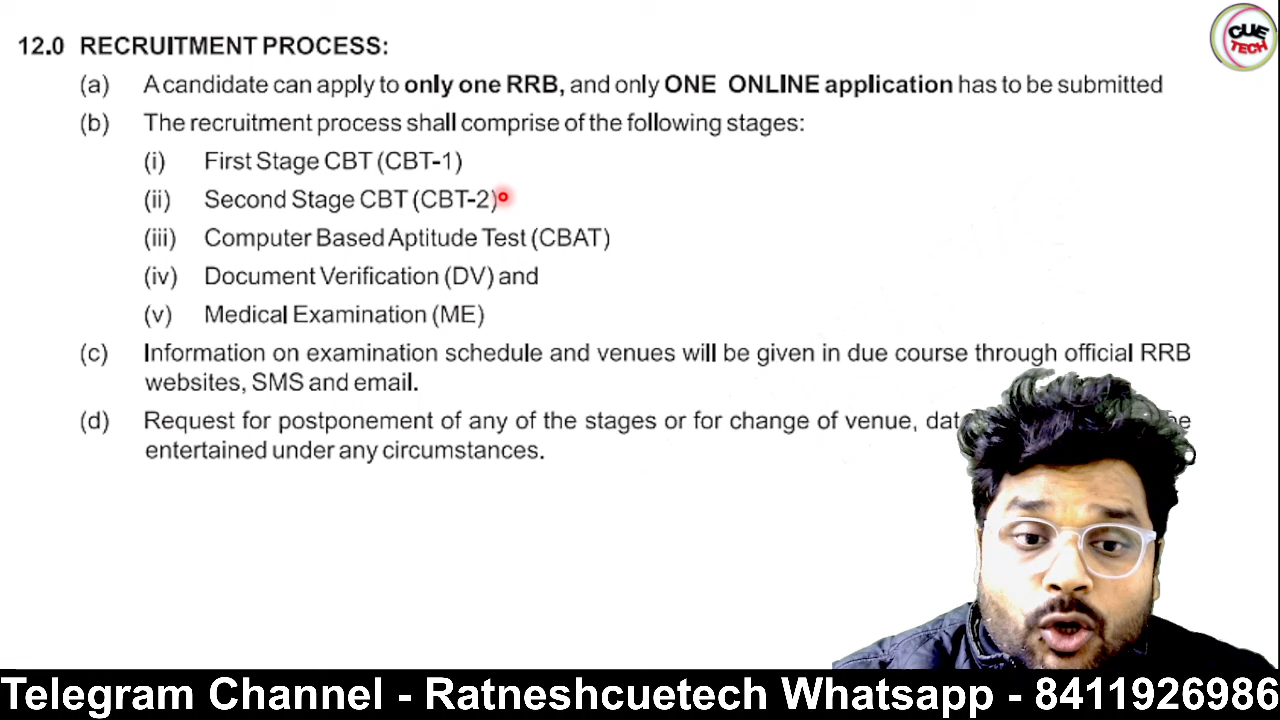 CUE
TECH
12.0 RECRUITMENT PROCESS:
(a) A candidate can apply to only one RRB, and only ONE ONLINE application has to be submitted
(b) The recruitment process shall comprise of the following stages:
(i) First Stage CBT (CBT-1)
(ii) Second Stage CBT (CBT-2)
(iii) Computer Based Aptitude Test (CBAT)
(iv) Document Verification (DV) and
(v) Medical Examination (ME)
(c) Information on examination schedule and venues will be given in due course through official RRB
websites, SMS and email.
(d) Request for postponement of any of the stages or for change of venue,
entertained under any circumstances.
Telegram Channel - Ratneshcuetech Whatsapp - 8411926986